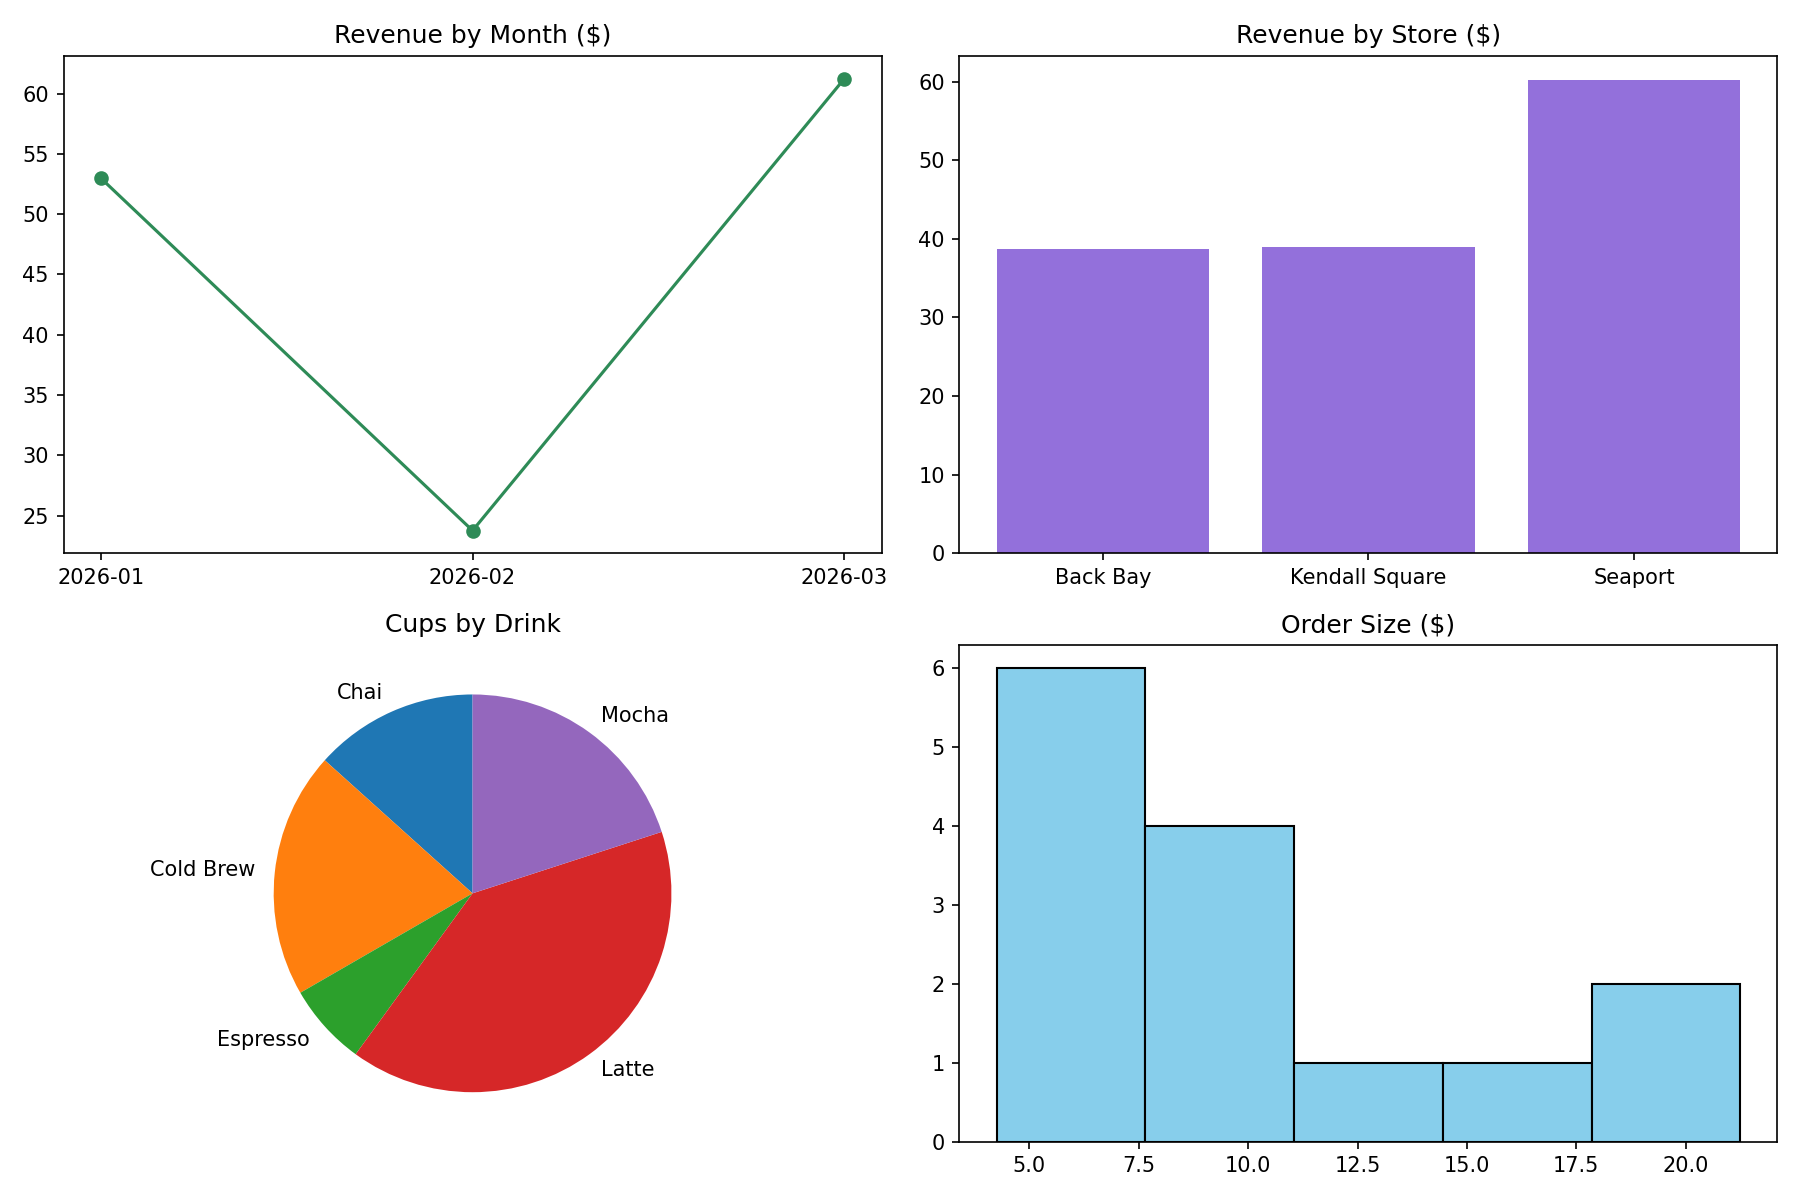 Revenue by Month ($)
60
55
50
45
40
35
30
25
2026-01
2026-02
2026-03
Revenue by Store ($)
60
50
40
30
20
10
0
Back Bay
Kendall Square
Seaport
Cups by Drink
Chai
Mocha
Cold Brew
Espresso
Latte
Order Size ($)
6
5
4
3
2
1
0
5.0
7.5
10.0
12.5
15.0
17.5
20.0